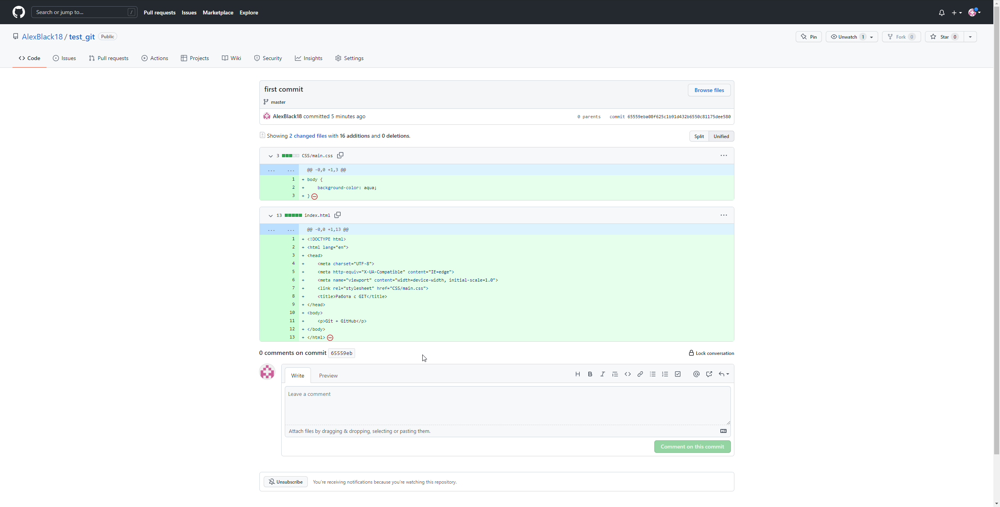 Search or jump to... / Pull requests Issues Marketplace Explore
AlexBlack18 / test_git Public Pin Unwatch 1 Fork 0 Star 0
Code Issues Pull requests Actions Projects Wiki Security Insights Settings
first commit Browse files
master
AlexBlack18 committed 5 minutes ago 0 parents commit 65559eba08f625c1b91d432b6550c81175dee580
Showing 2 changed files with 16 additions and 0 deletions. Split Unified
3 CSS/main.css ...
... ... @@ -0,0 +1,3 @@
1 + body {
2 + background-color: aqua;
3 + }
13 index.html ...
... ... @@ -0,0 +1,13 @@
1 + <!DOCTYPE html>
2 + <html lang="en">
3 + <head>
4 + <meta charset="UTF-8">
5 + <meta http-equiv="X-UA-Compatible" content="IE=edge">
6 + <meta name="viewport" content="width=device-width, initial-scale=1.0">
7 + <link rel="stylesheet" href="CSS/main.css">
8 + <title>Работа с GIT</title>
9 + </head>
10 + <body>
11 + <p>Git + GitHub</p>
12 + </body>
13 + </html>
0 comments on commit 65559eb Lock conversation
Write Preview
Leave a comment
Attach files by dragging & dropping, selecting or pasting them.
Comment on this commit
Unsubscribe You're receiving notifications because you're watching this repository.